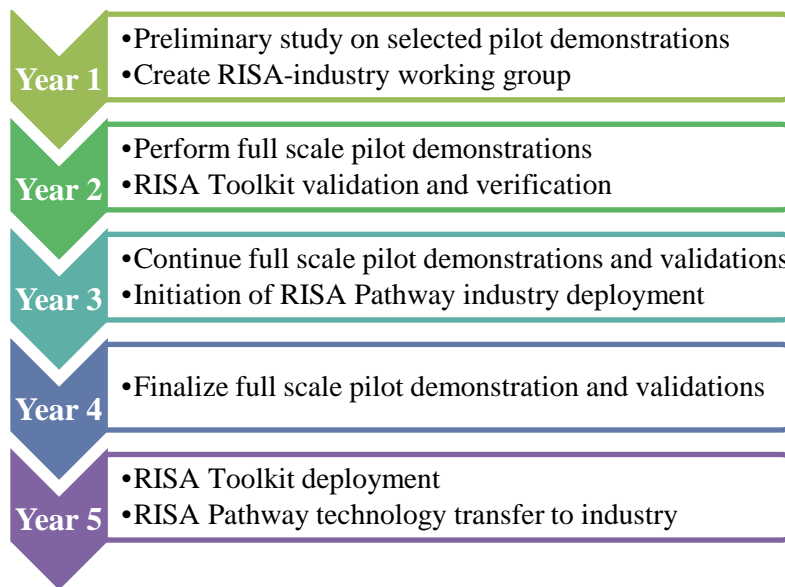 Year 1
•Preliminary study on selected pilot demonstrations
•Create RISA-industry working group
Year 2
•Perform full scale pilot demonstrations
•RISA Toolkit validation and verification
Year 3
•Continue full scale pilot demonstrations and validations
•Initiation of RISA Pathway industry deployment
Year 4
•Finalize full scale pilot demonstration and validations
Year 5
•RISA Toolkit deployment
•RISA Pathway technology transfer to industry